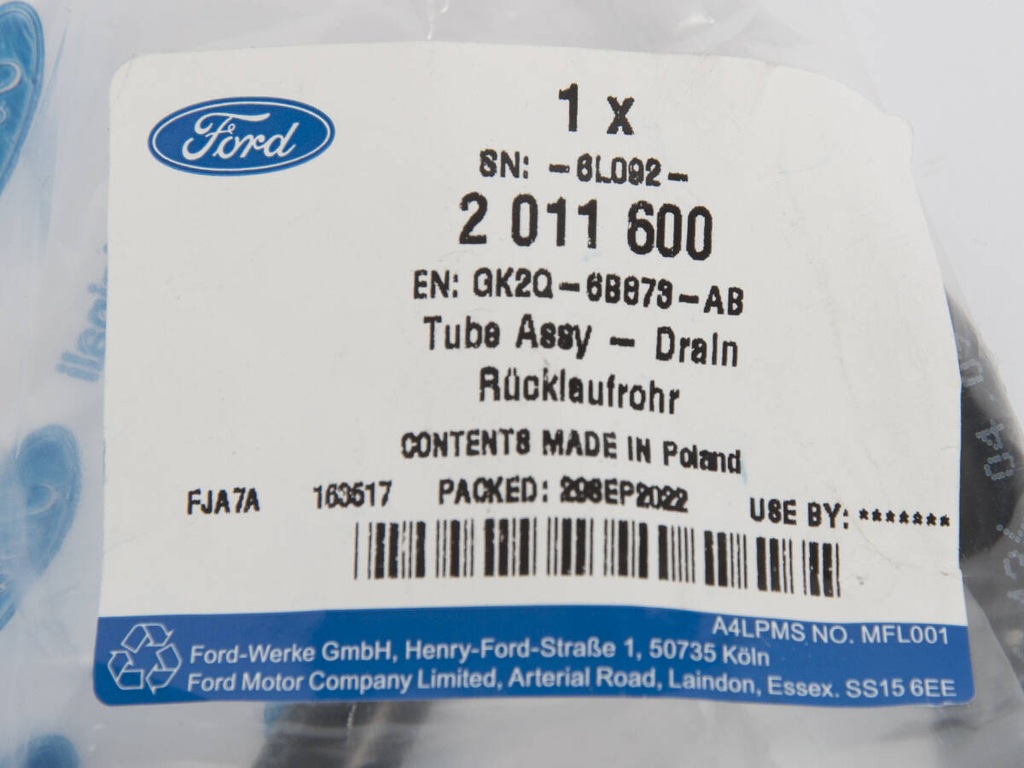 Ford
1 x
SN: -6L092-
2 011 600
EN: GK2Q-6B873-AB
Tube Assy - Drain
Rücklaufrohr
CONTENTS MADE IN Poland
FJA7A 163517 PACKED: 29SEP2022 USE BY: *******
A4LPMS NO. MFL001
Ford-Werke GmbH, Henry-Ford-Straße 1, 50735 Köln
Ford Motor Company Limited, Arterial Road, Laindon, Essex. SS15 6EE